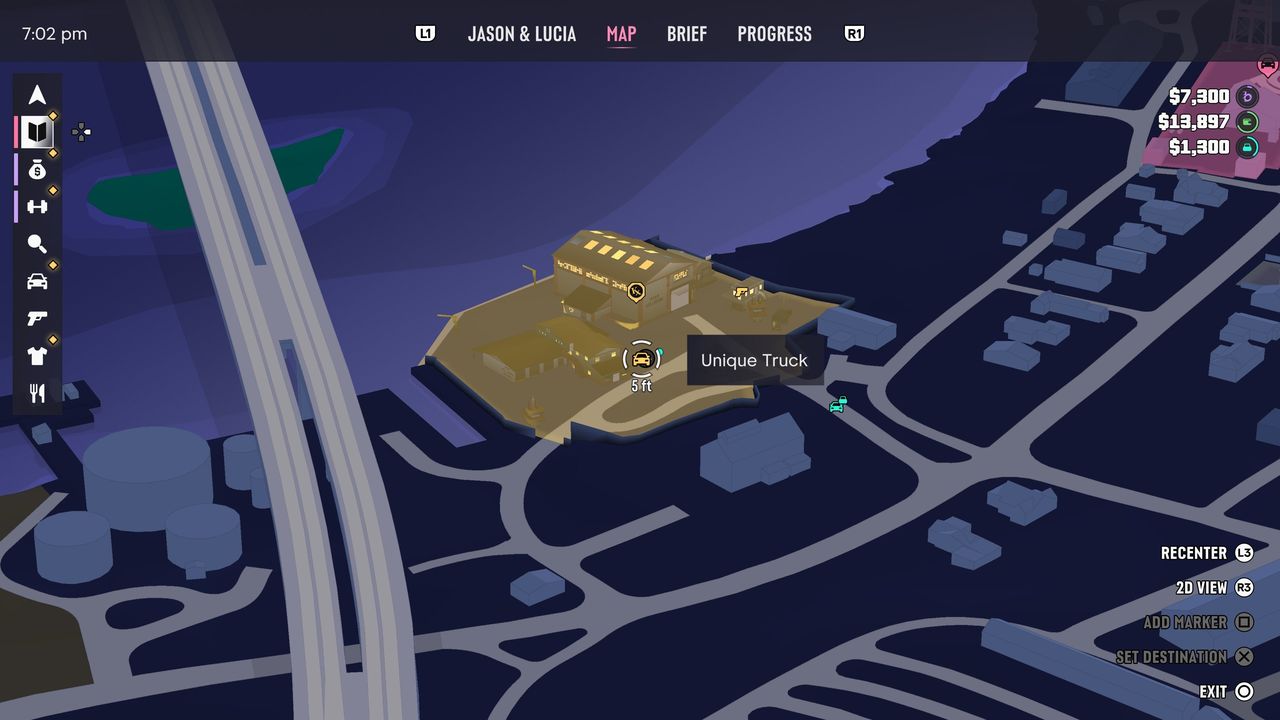 7:02 pm
L1 JASON & LUCIA MAP BRIEF PROGRESS R1
$7,300
$13,897
$1,300
Unique Truck
5 ft
RECENTER L3
2D VIEW R3
ADD MARKER
SET DESTINATION
EXIT